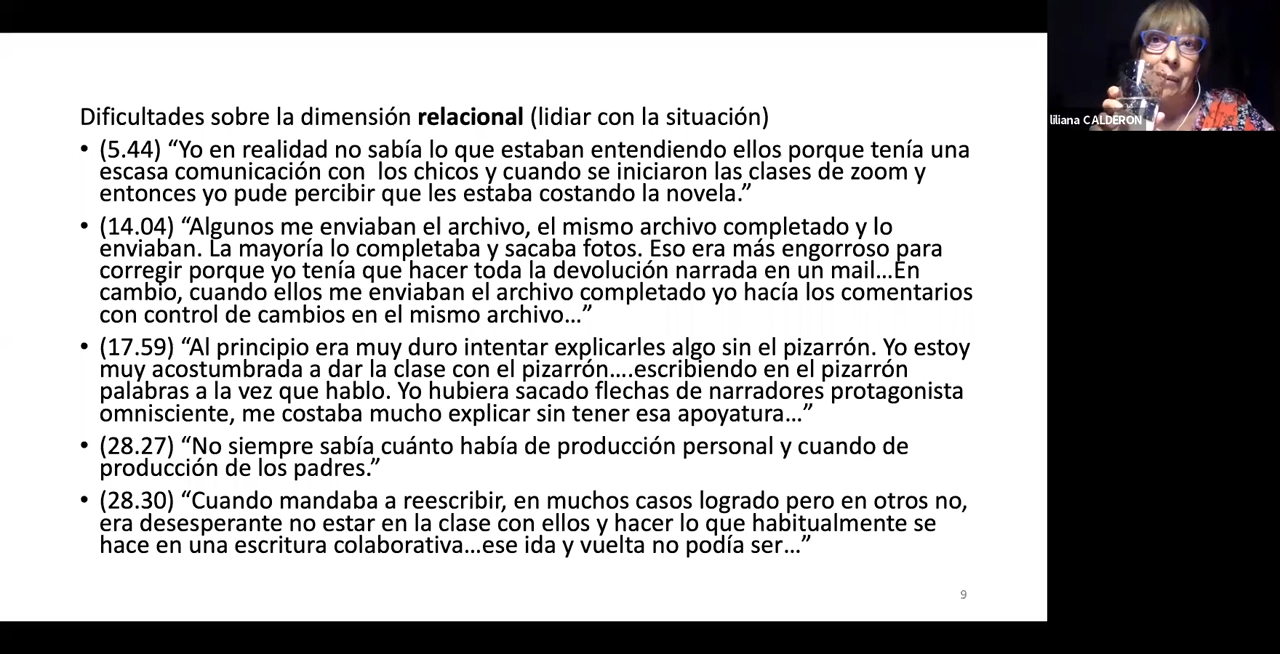 Dificultades sobre la dimensión relacional (lidiar con la situación)
• (5.44) “Yo en realidad no sabía lo que estaban entendiendo ellos porque tenía una
escasa comunicación con  los chicos y cuando se iniciaron las clases de zoom y
entonces yo pude percibir que les estaba costando la novela.”
• (14.04) “Algunos me enviaban el archivo, el mismo archivo completado y lo
enviaban. La mayoría lo completaba y sacaba fotos. Eso era más engorroso para
corregir porque yo tenía que hacer toda la devolución narrada en un mail…En
cambio, cuando ellos me enviaban el archivo completado yo hacía los comentarios
con control de cambios en el mismo archivo…”
• (17.59) “Al principio era muy duro intentar explicarles algo sin el pizarrón. Yo estoy
muy acostumbrada a dar la clase con el pizarrón….escribiendo en el pizarrón
palabras a la vez que hablo. Yo hubiera sacado flechas de narradores protagonista
omnisciente, me costaba mucho explicar sin tener esa apoyatura…”
• (28.27) “No siempre sabía cuánto había de producción personal y cuando de
producción de los padres.”
• (28.30) “Cuando mandaba a reescribir, en muchos casos logrado pero en otros no,
era desesperante no estar en la clase con ellos y hacer lo que habitualmente se
hace en una escritura colaborativa…ese ida y vuelta no podía ser…”
9
liliana CALDERON